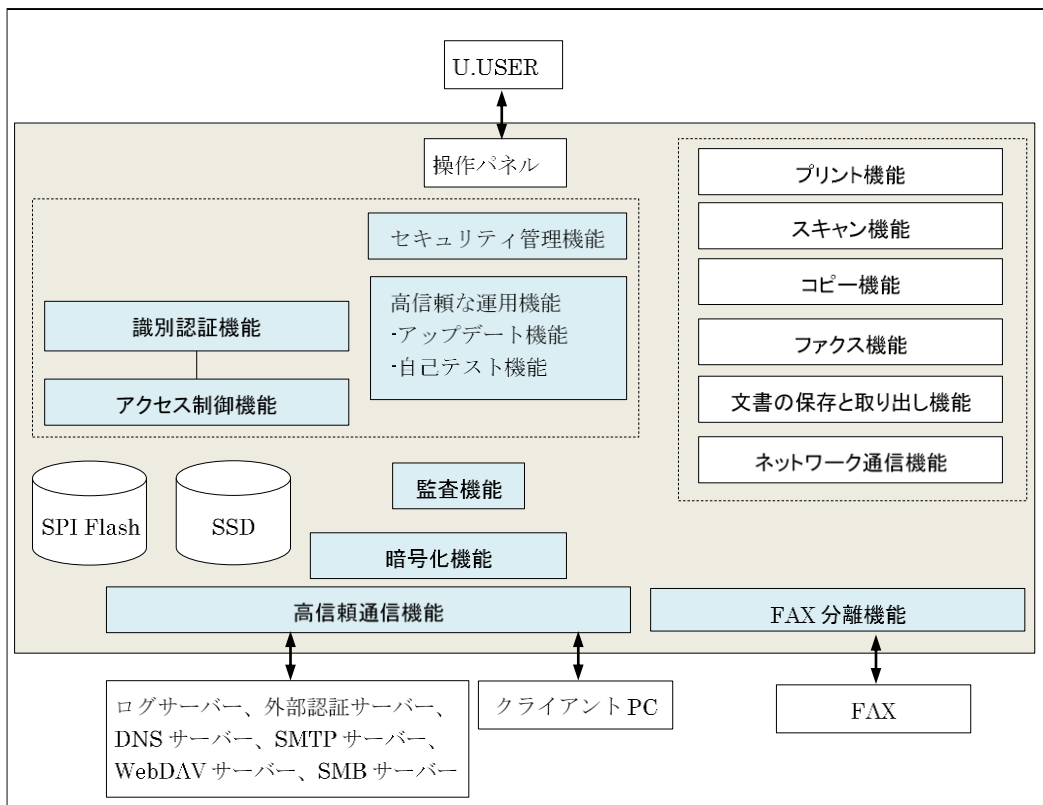 U.USER
操作パネル
プリント機能
スキャン機能
コピー機能
ファクス機能
文書の保存と取り出し機能
ネットワーク通信機能
セキュリティ管理機能
高信頼な運用機能
-アップデート機能
-自己テスト機能
識別認証機能
アクセス制御機能
SPI Flash
SSD
監査機能
暗号化機能
高信頼通信機能
FAX 分離機能
ログサーバー、外部認証サーバー、
DNS サーバー、SMTP サーバー、
WebDAV サーバー、SMB サーバー
クライアント PC
FAX